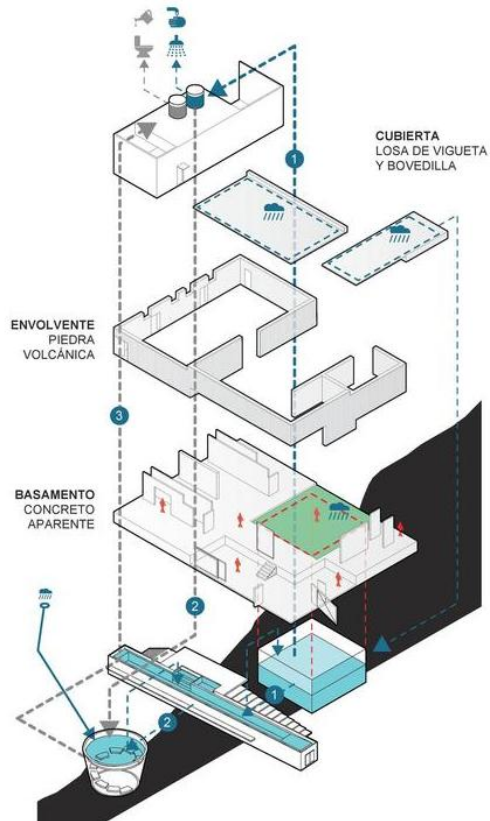 1
CUBIERTA
LOSA DE VIGUETA
Y BOVEDILLA
ENVOLVENTE
PIEDRA
VOLCÁNICA
3
BASAMENTO
CONCRETO
APARENTE
2
1
2